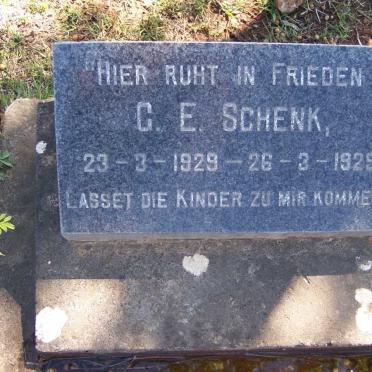 "HIER RUHT IN FRIEDEN
G. E. SCHENK,
23-3-1929 – 26-3-1929
LASSET DIE KINDER ZU MIR KOMME